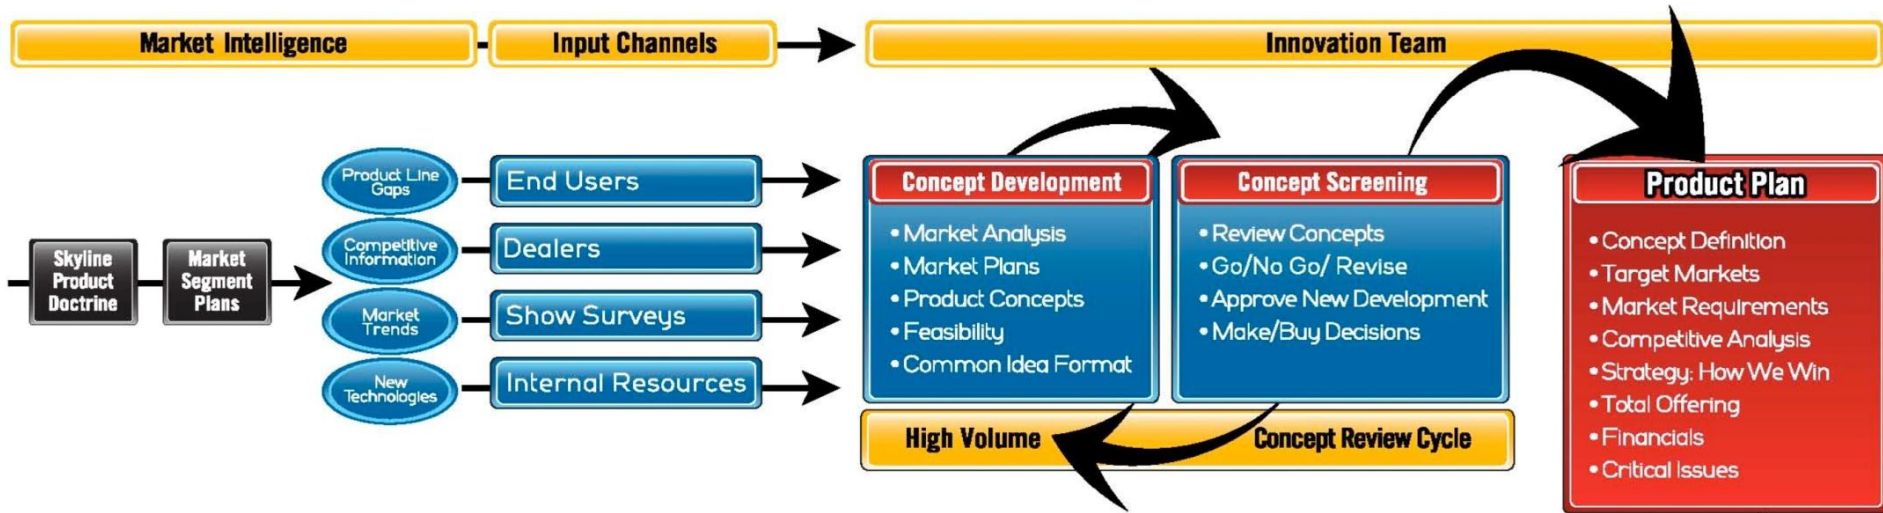 Market Intelligence
Input Channels
Innovation Team
Skyline
Product
Doctrine
Market
Segment
Plans
Product Line
Gaps
Competitive
Information
Market
Trends
New
Technologies
End Users
Dealers
Show Surveys
Internal Resources
Concept Development
• Market Analysis
• Market Plans
• Product Concepts
• Feasibility
• Common Idea Format
Concept Screening
• Review Concepts
• Go/No Go/ Revise
• Approve New Development
• Make/Buy Decisions
High Volume
Concept Review Cycle
Product Plan
• Concept Definition
• Target Markets
• Market Requirements
• Competitive Analysis
• Strategy: How We Win
• Total Offering
• Financials
• Critical Issues